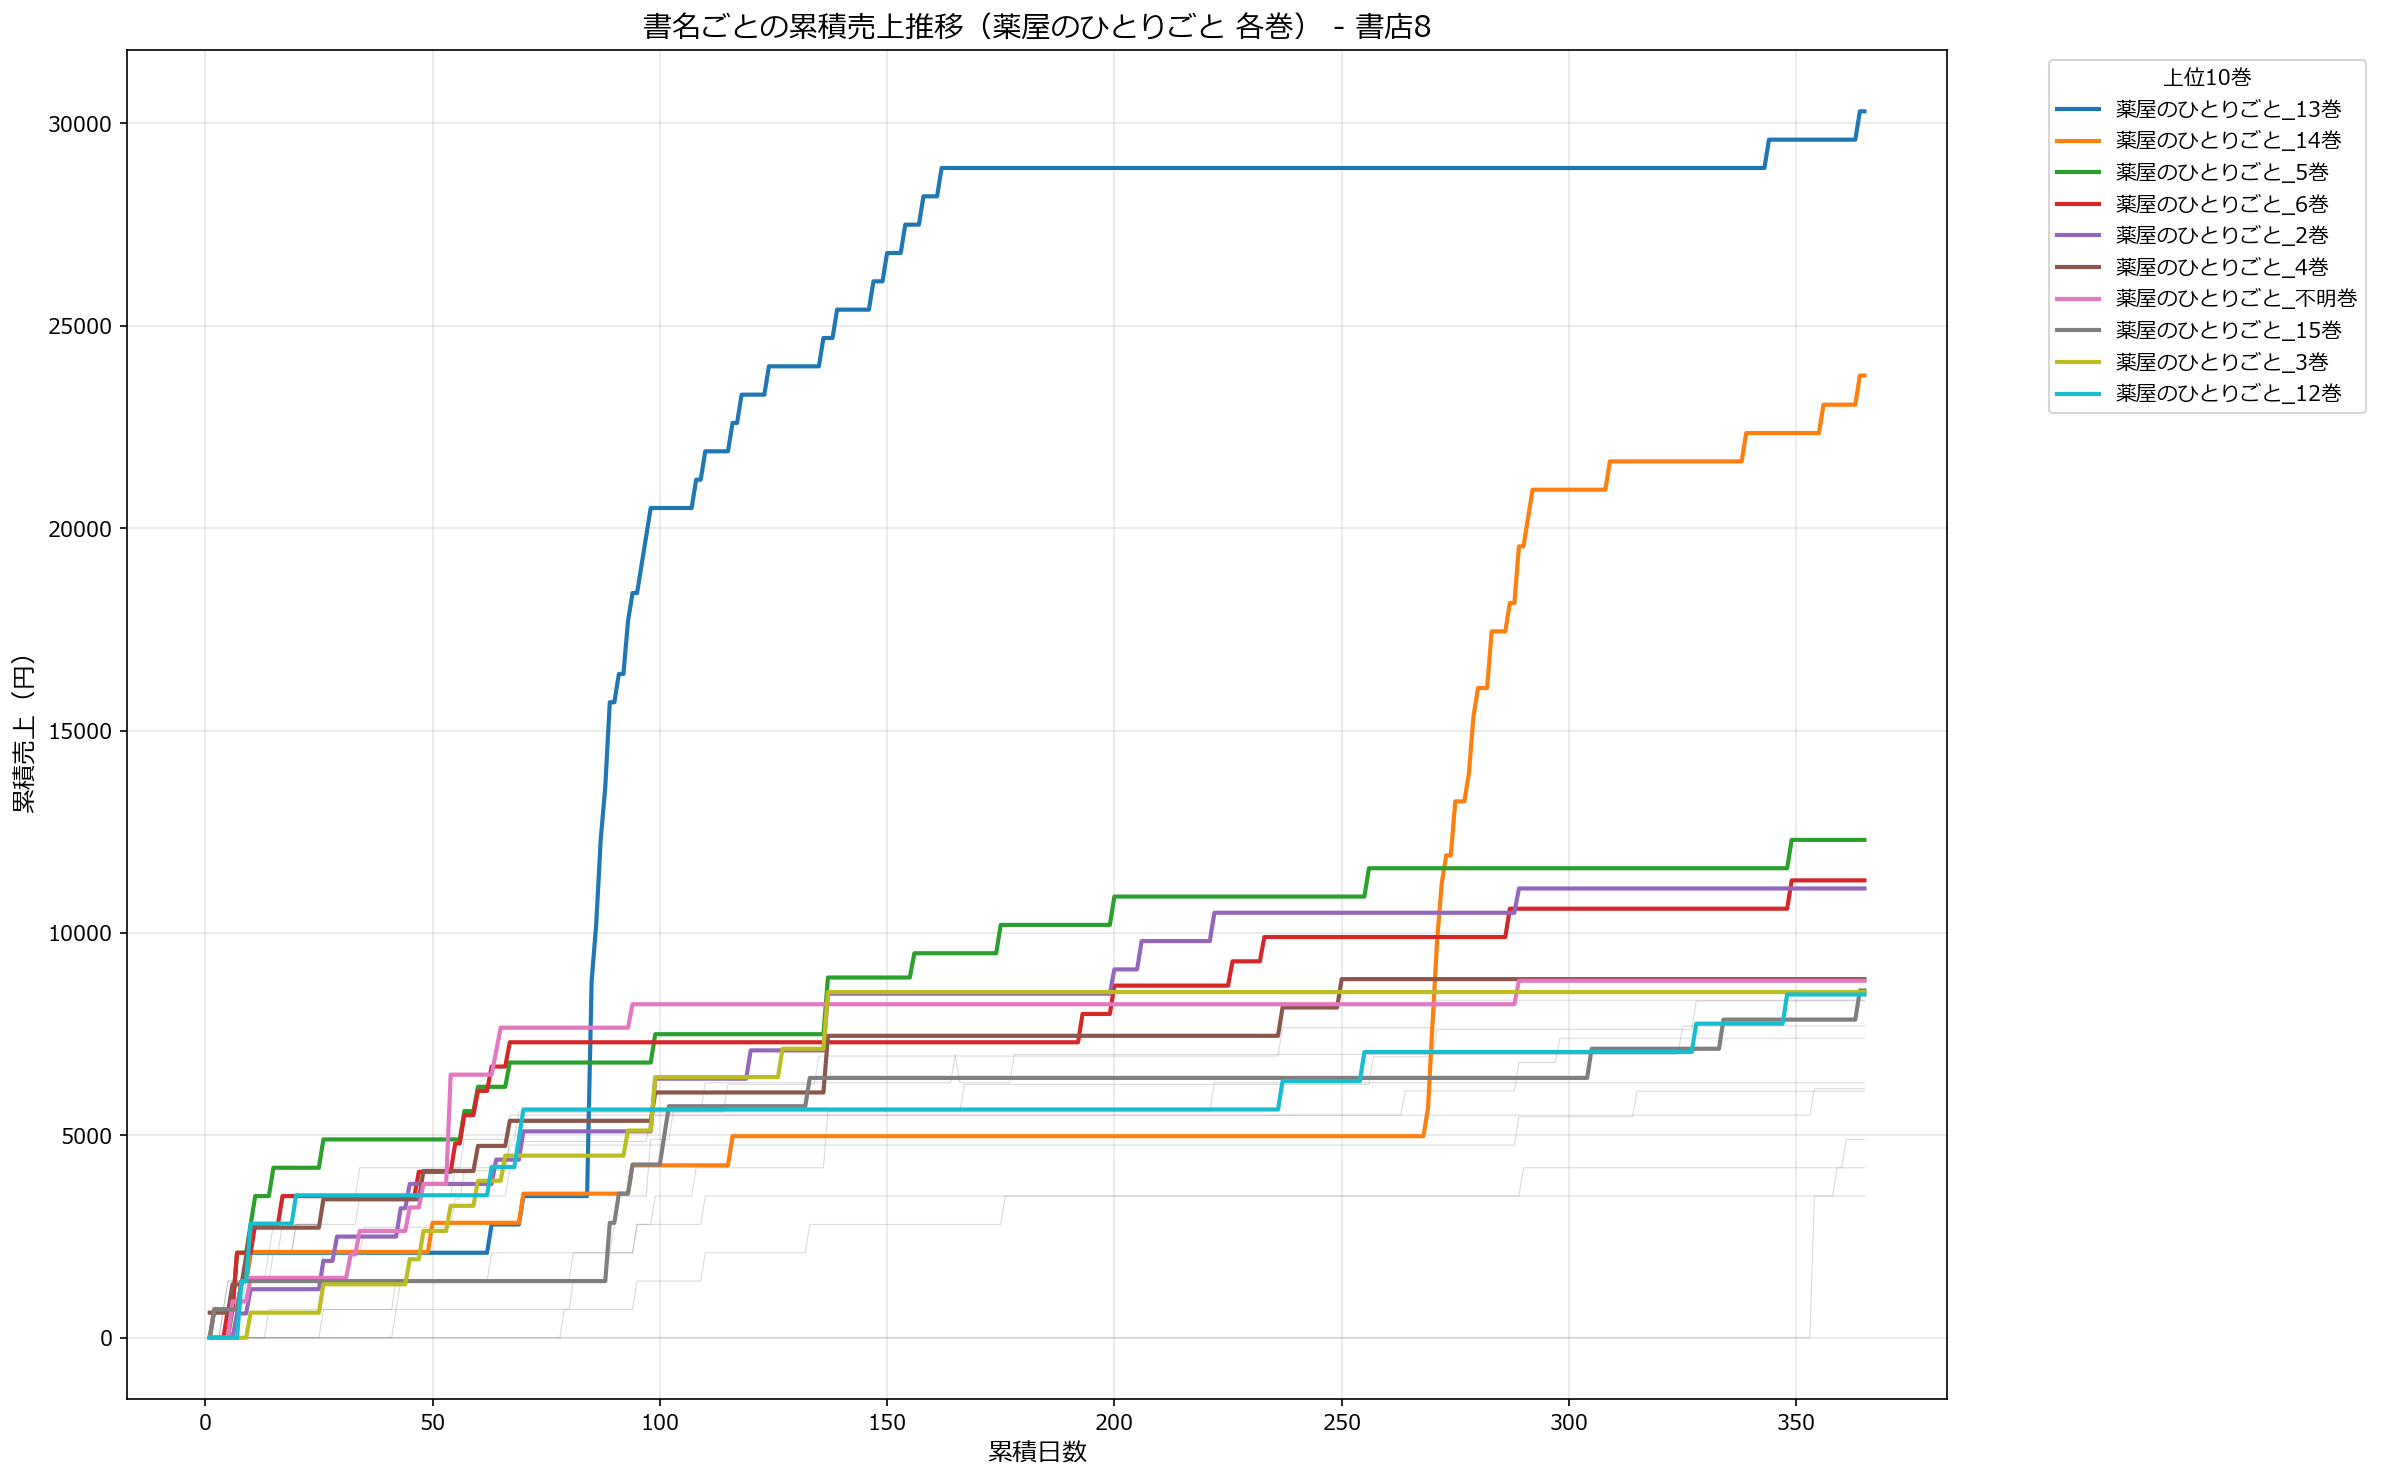 書名ごとの累積売上推移（薬屋のひとりごと 各巻） - 書店8
上位10巻
薬屋のひとりごと_13巻
薬屋のひとりごと_14巻
薬屋のひとりごと_5巻
薬屋のひとりごと_6巻
薬屋のひとりごと_2巻
薬屋のひとりごと_4巻
薬屋のひとりごと_不明巻
薬屋のひとりごと_15巻
薬屋のひとりごと_3巻
薬屋のひとりごと_12巻
累積売上（円）
30000
25000
20000
15000
10000
5000
0
0 50 100 150 200 250 300 350
累積日数